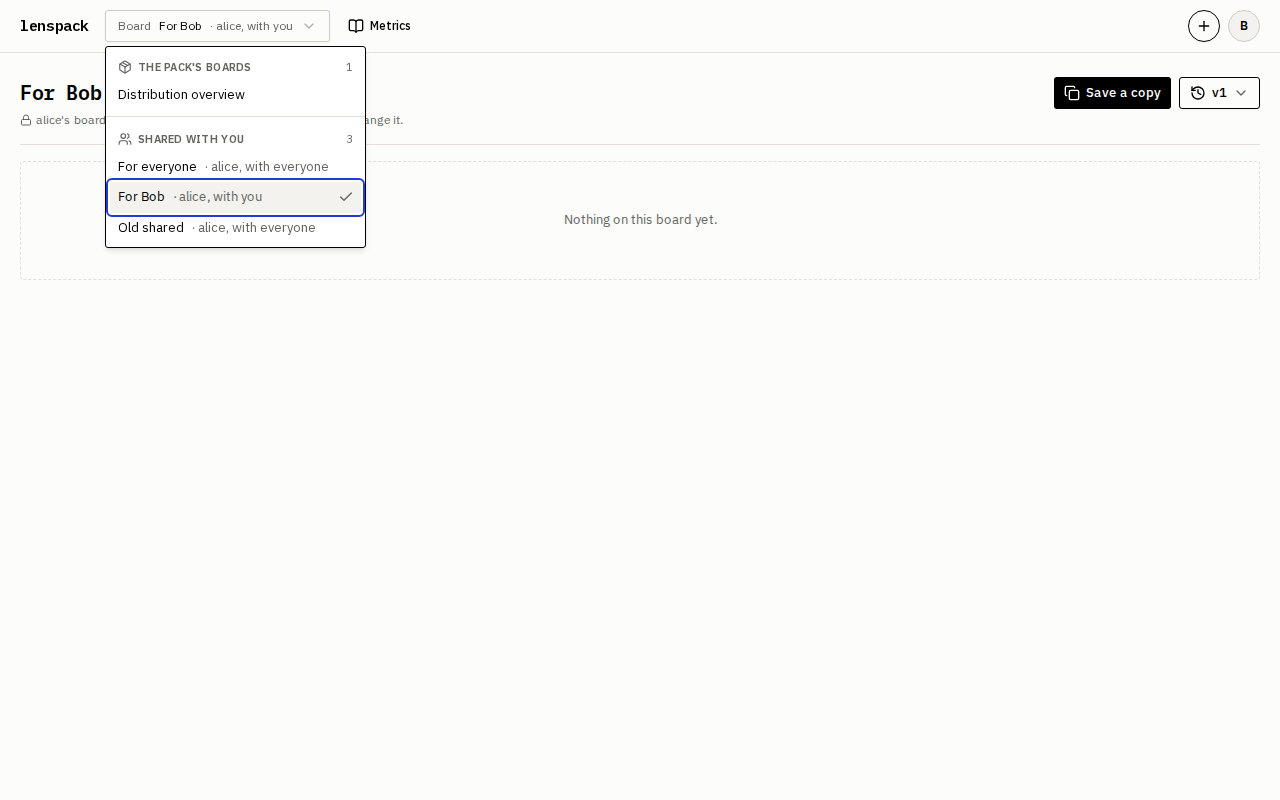 lenspack Board For Bob · alice, with you Metrics B
THE PACK'S BOARDS 1
Distribution overview
SHARED WITH YOU 3
For everyone · alice, with everyone
For Bob · alice, with you
Old shared · alice, with everyone
For Bob Save a copy v1
alice's board
Nothing on this board yet.